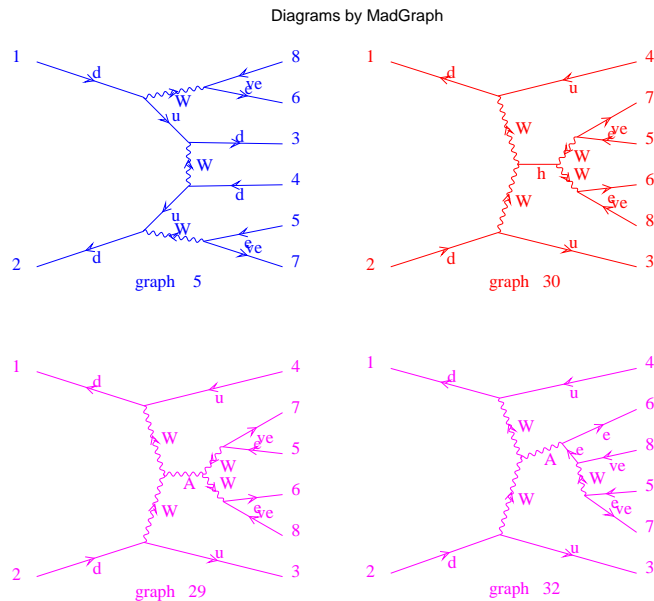 Diagrams by MadGraph
1 d W ve e 8
6
u
d 3
W
d 4
u
W e ve 5
2 d 7
graph 5
1 d u 4
7
W ve e 5
h W W
W e ve 6
8
2 d u 3
graph 30
1 d u 4
7
W ve e 5
A W W
W e ve 6
8
2 d u 3
graph 29
1 d u 4
6
W e
A e ve 8
W W 5
e ve 7
2 d u 3
graph 32